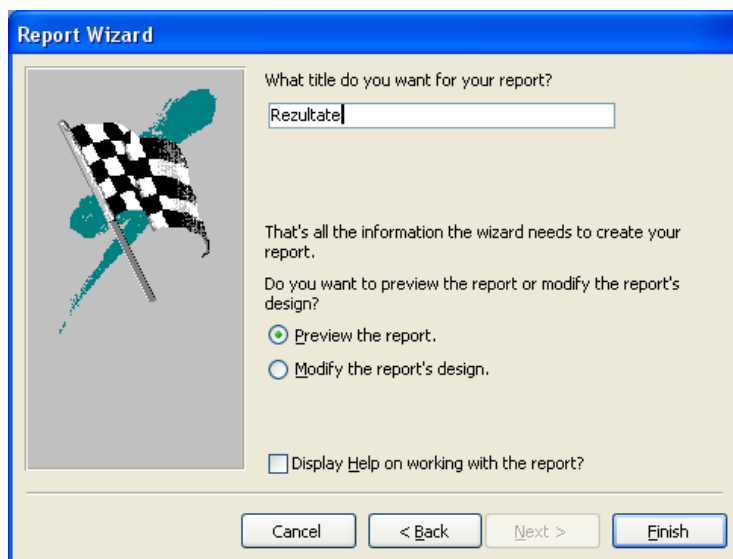 Report Wizard
What title do you want for your report?
Rezultate
That's all the information the wizard needs to create your
report.
Do you want to preview the report or modify the report's
design?
Preview the report.
Modify the report's design.
Display Help on working with the report?
Cancel
< Back
Next >
Finish